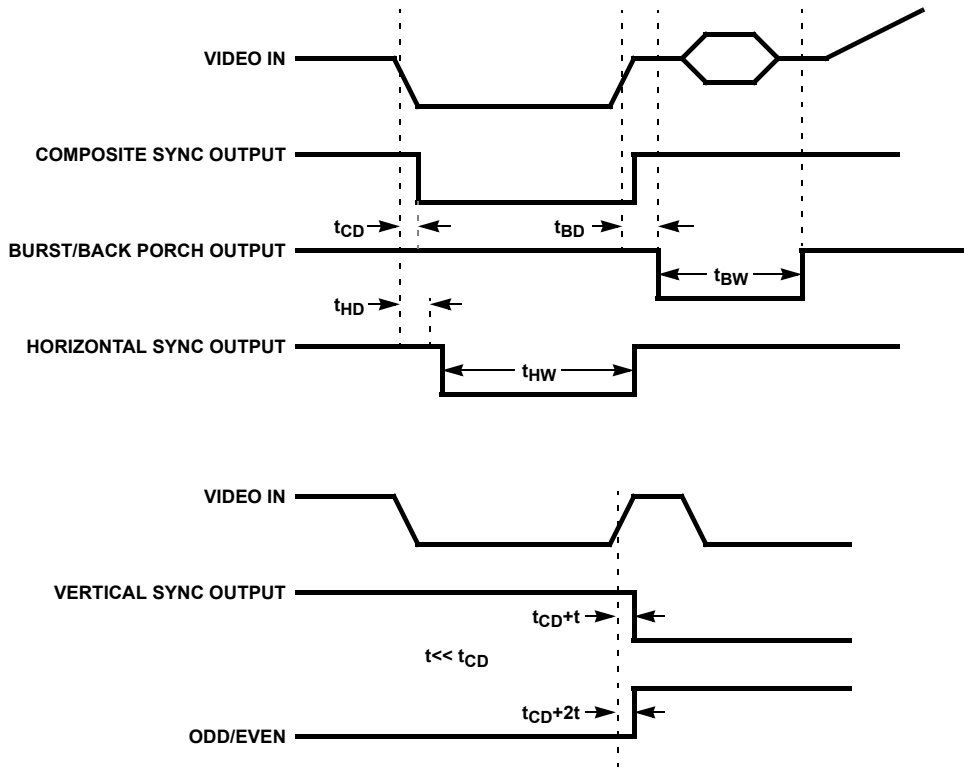 VIDEO IN
COMPOSITE SYNC OUTPUT
tCD
tBD
BURST/BACK PORCH OUTPUT
tBW
tHD
HORIZONTAL SYNC OUTPUT
tHW
VIDEO IN
VERTICAL SYNC OUTPUT
tCD+t
t<< tCD
tCD+2t
ODD/EVEN